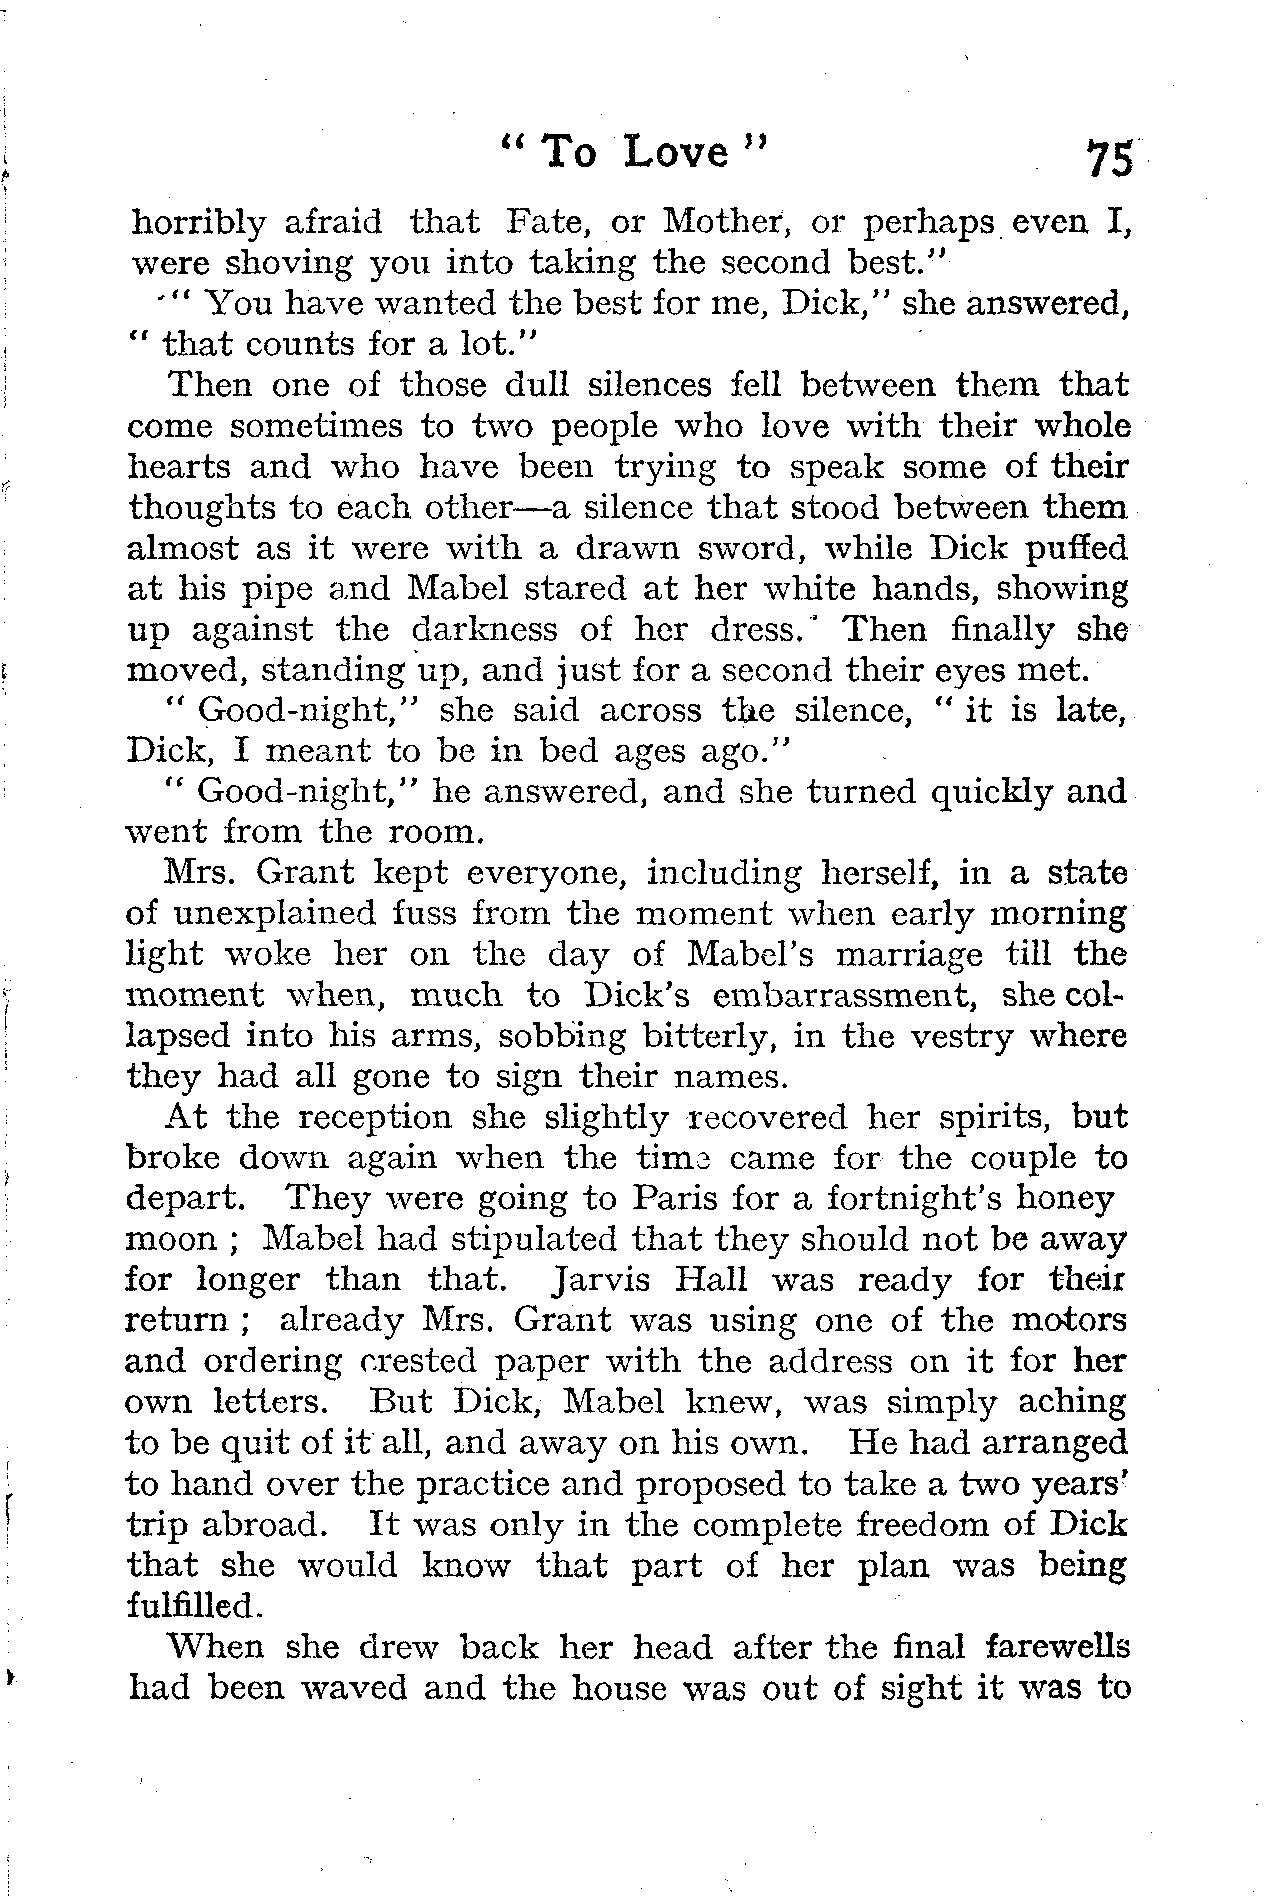 “ To Love ” 75
horribly afraid that Fate, or Mother, or perhaps even I,
were shoving you into taking the second best.”
“ You have wanted the best for me, Dick,” she answered,
“ that counts for a lot.”
Then one of those dull silences fell between them that
come sometimes to two people who love with their whole
hearts and who have been trying to speak some of their
thoughts to each other—a silence that stood between them
almost as it were with a drawn sword, while Dick puffed
at his pipe and Mabel stared at her white hands, showing
up against the darkness of her dress. Then finally she
moved, standing up, and just for a second their eyes met.
“ Good-night,” she said across the silence, “ it is late,
Dick, I meant to be in bed ages ago.”
“ Good-night,” he answered, and she turned quickly and
went from the room.
Mrs. Grant kept everyone, including herself, in a state
of unexplained fuss from the moment when early morning
light woke her on the day of Mabel’s marriage till the
moment when, much to Dick’s embarrassment, she col-
lapsed into his arms, sobbing bitterly, in the vestry where
they had all gone to sign their names.
At the reception she slightly recovered her spirits, but
broke down again when the time came for the couple to
depart. They were going to Paris for a fortnight’s honey
moon ; Mabel had stipulated that they should not be away
for longer than that. Jarvis Hall was ready for their
return ; already Mrs. Grant was using one of the motors
and ordering crested paper with the address on it for her
own letters. But Dick, Mabel knew, was simply aching
to be quit of it all, and away on his own. He had arranged
to hand over the practice and proposed to take a two years’
trip abroad. It was only in the complete freedom of Dick
that she would know that part of her plan was being
fulfilled.
When she drew back her head after the final farewells
had been waved and the house was out of sight it was to